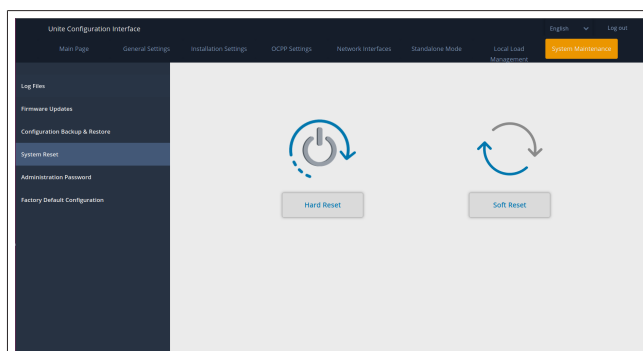 Unite Configuration Interface
English
Log out
Main Page
General Settings
Installation Settings
OCPP Settings
Network Interfaces
Standalone Mode
Local Load
Management
System Maintenance
Log Files
Firmware Updates
Configuration Backup & Restore
System Reset
Administration Password
Factory Default Configuration
Hard Reset
Soft Reset